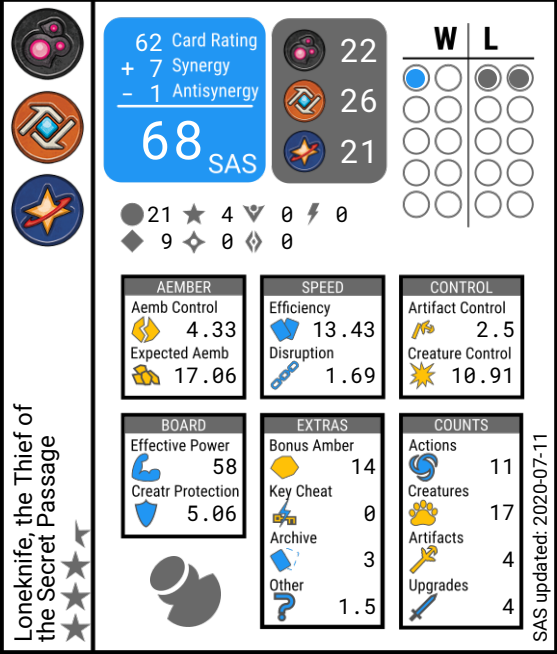 62 Card Rating
+ 7 Synergy
- 1 Antisynergy
68 SAS
22
26
21
W L
21 4 0 0
9 0 0
AEMBER
Aemb Control
4.33
Expected Aemb
17.06
SPEED
Efficiency
13.43
Disruption
1.69
CONTROL
Artifact Control
2.5
Creature Control
10.91
BOARD
Effective Power
58
Creatr Protection
5.06
EXTRAS
Bonus Amber
14
Key Cheat
0
Archive
3
Other
1.5
COUNTS
Actions
11
Creatures
17
Artifacts
4
Upgrades
4
Loneknife, the Thief of
the Secret Passage
SAS updated: 2020-07-11